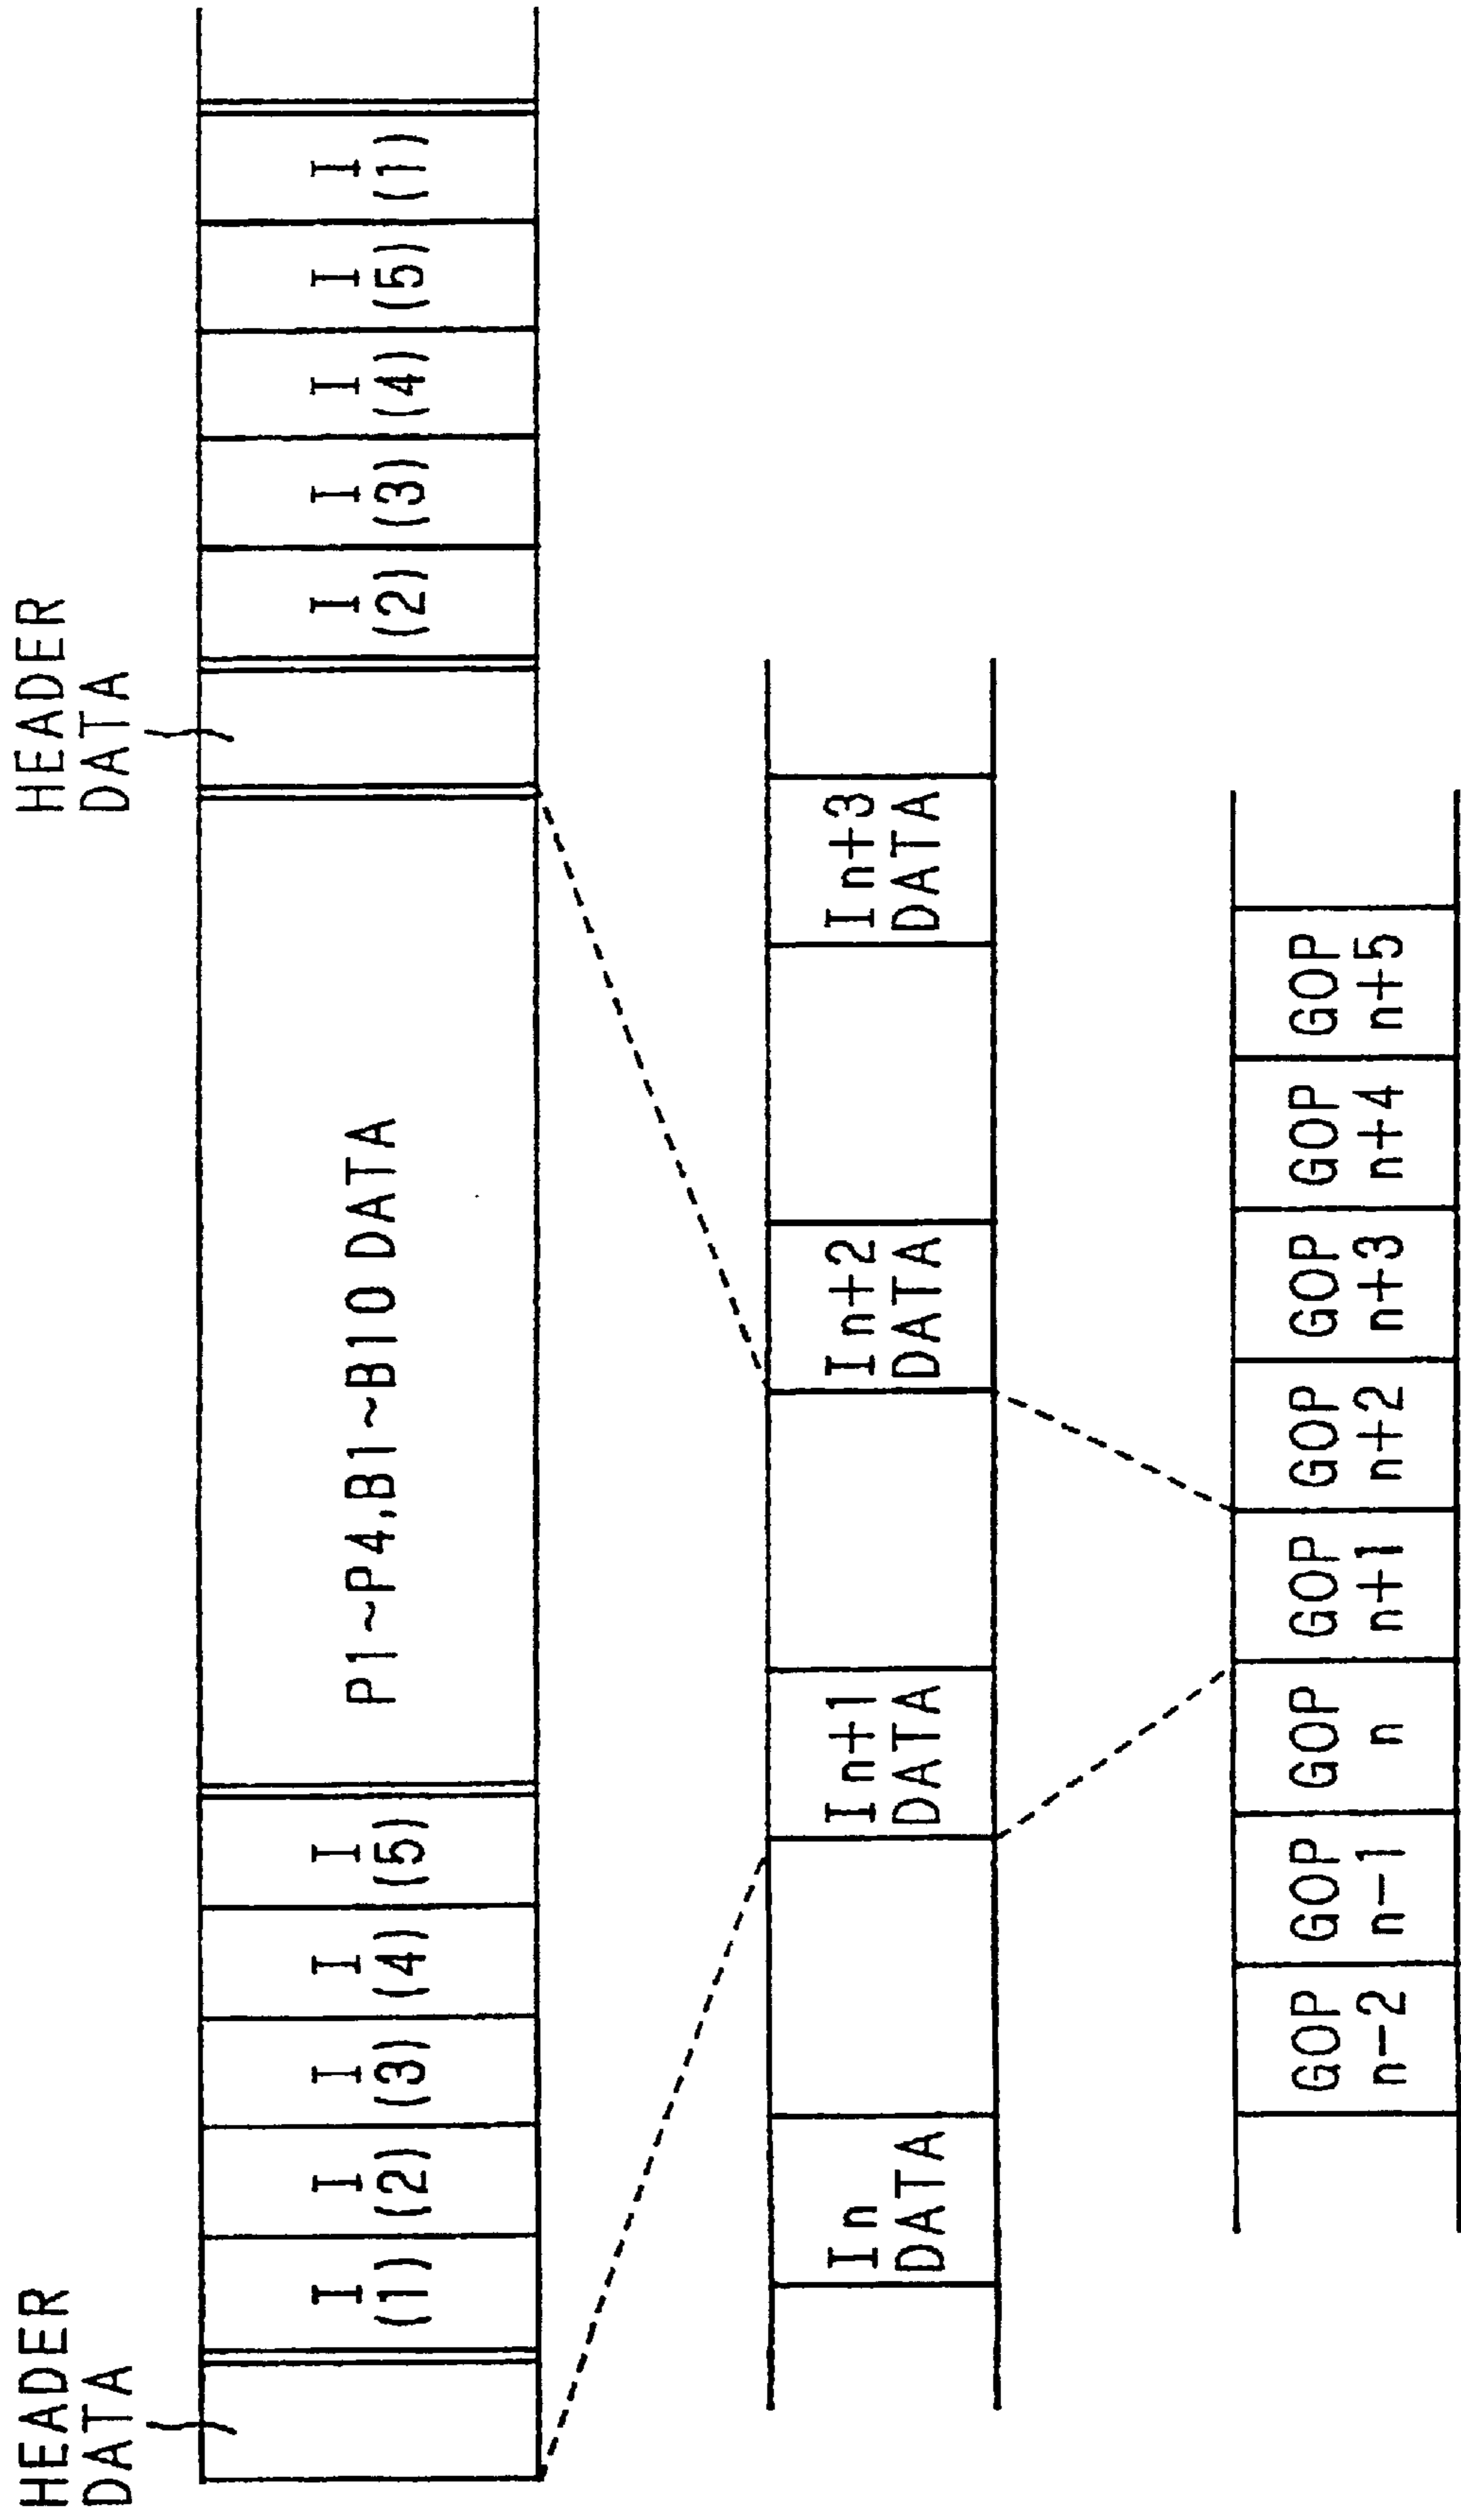 HEADER
DATA
HEADER
DATA
I
(1)
I
(2)
I
(3)
I
(4)
I
(5)
P1~P4,B1~B10 DATA
I
(2)
I
(3)
I
(4)
I
(5)
I
(1)
In
DATA
In+1
DATA
In+2
DATA
In+3
DATA
GOP
n-2
GOP
n-1
GOP
n
GOP
n+1
GOP
n+2
GOP
n+3
GOP
n+4
GOP
n+5